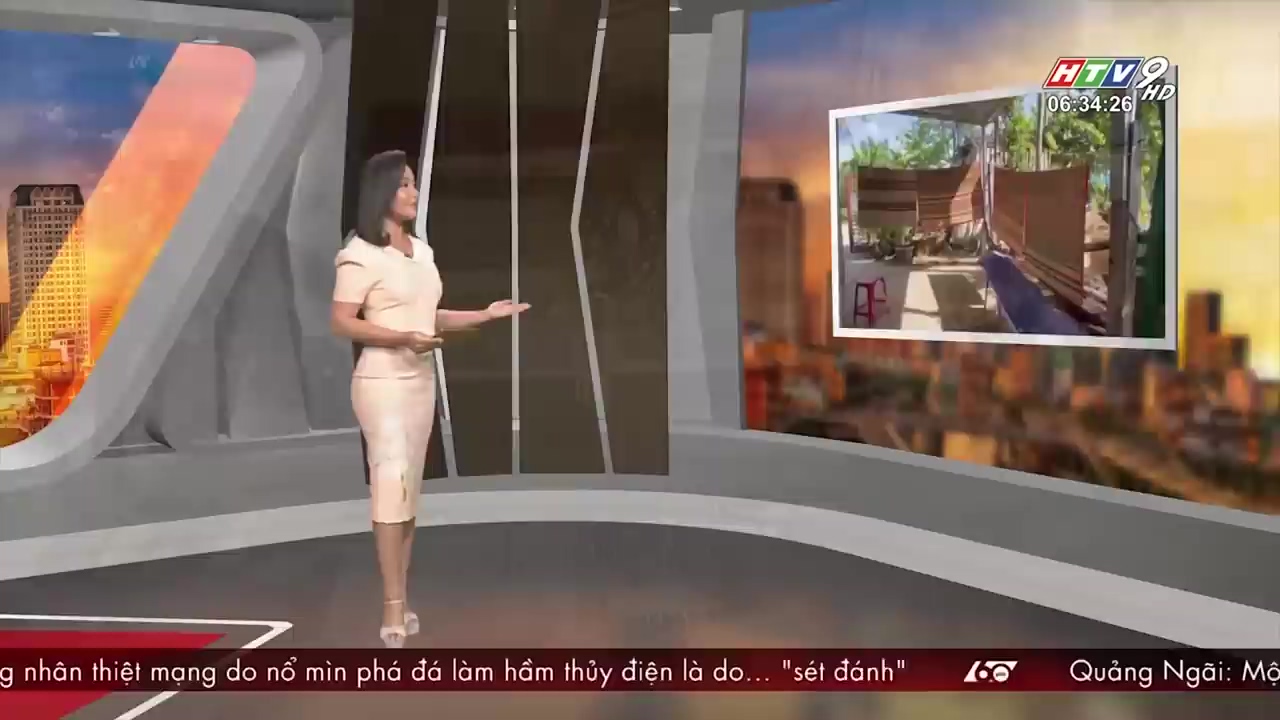 HTV9
HD
06:34:26
g nhân thiệt mạng do nổ mìn phá đá làm hầm thủy điện là do... "sét đánh" 60 Quảng Ngãi: Mộ